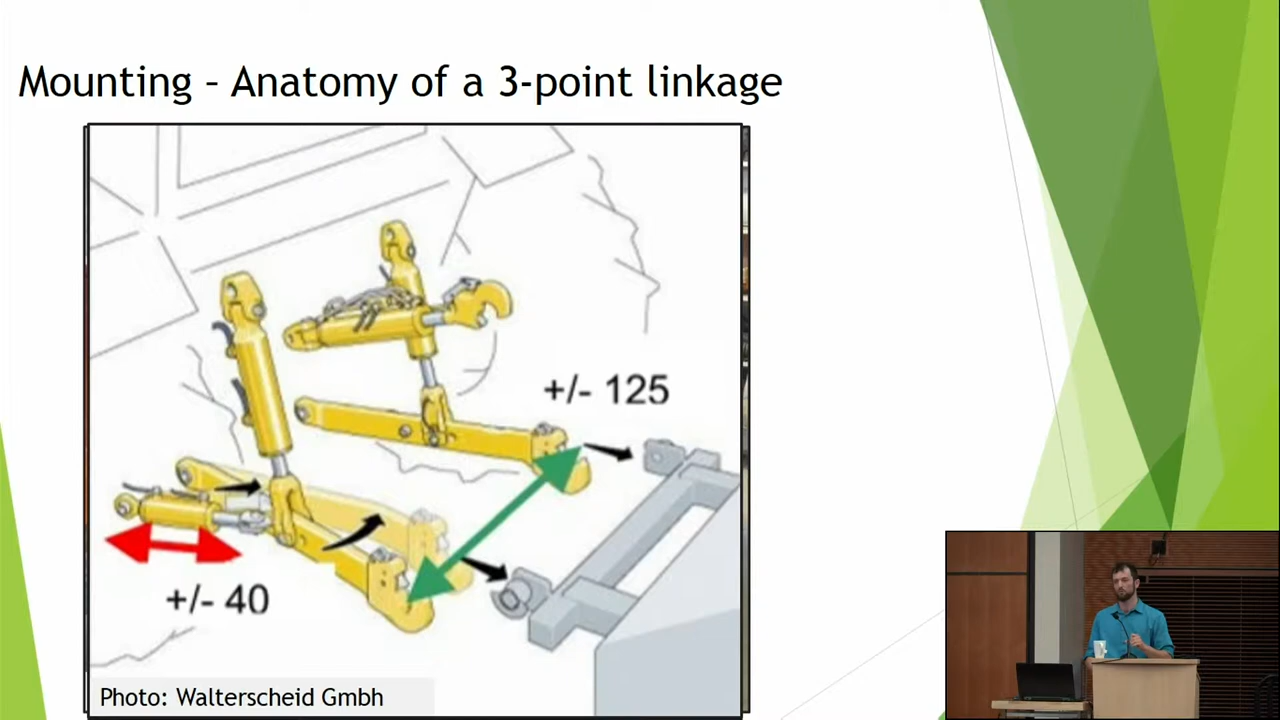 Mounting – Anatomy of a 3-point linkage
+/- 125
+/- 40
Photo: Walterscheid Gmbh